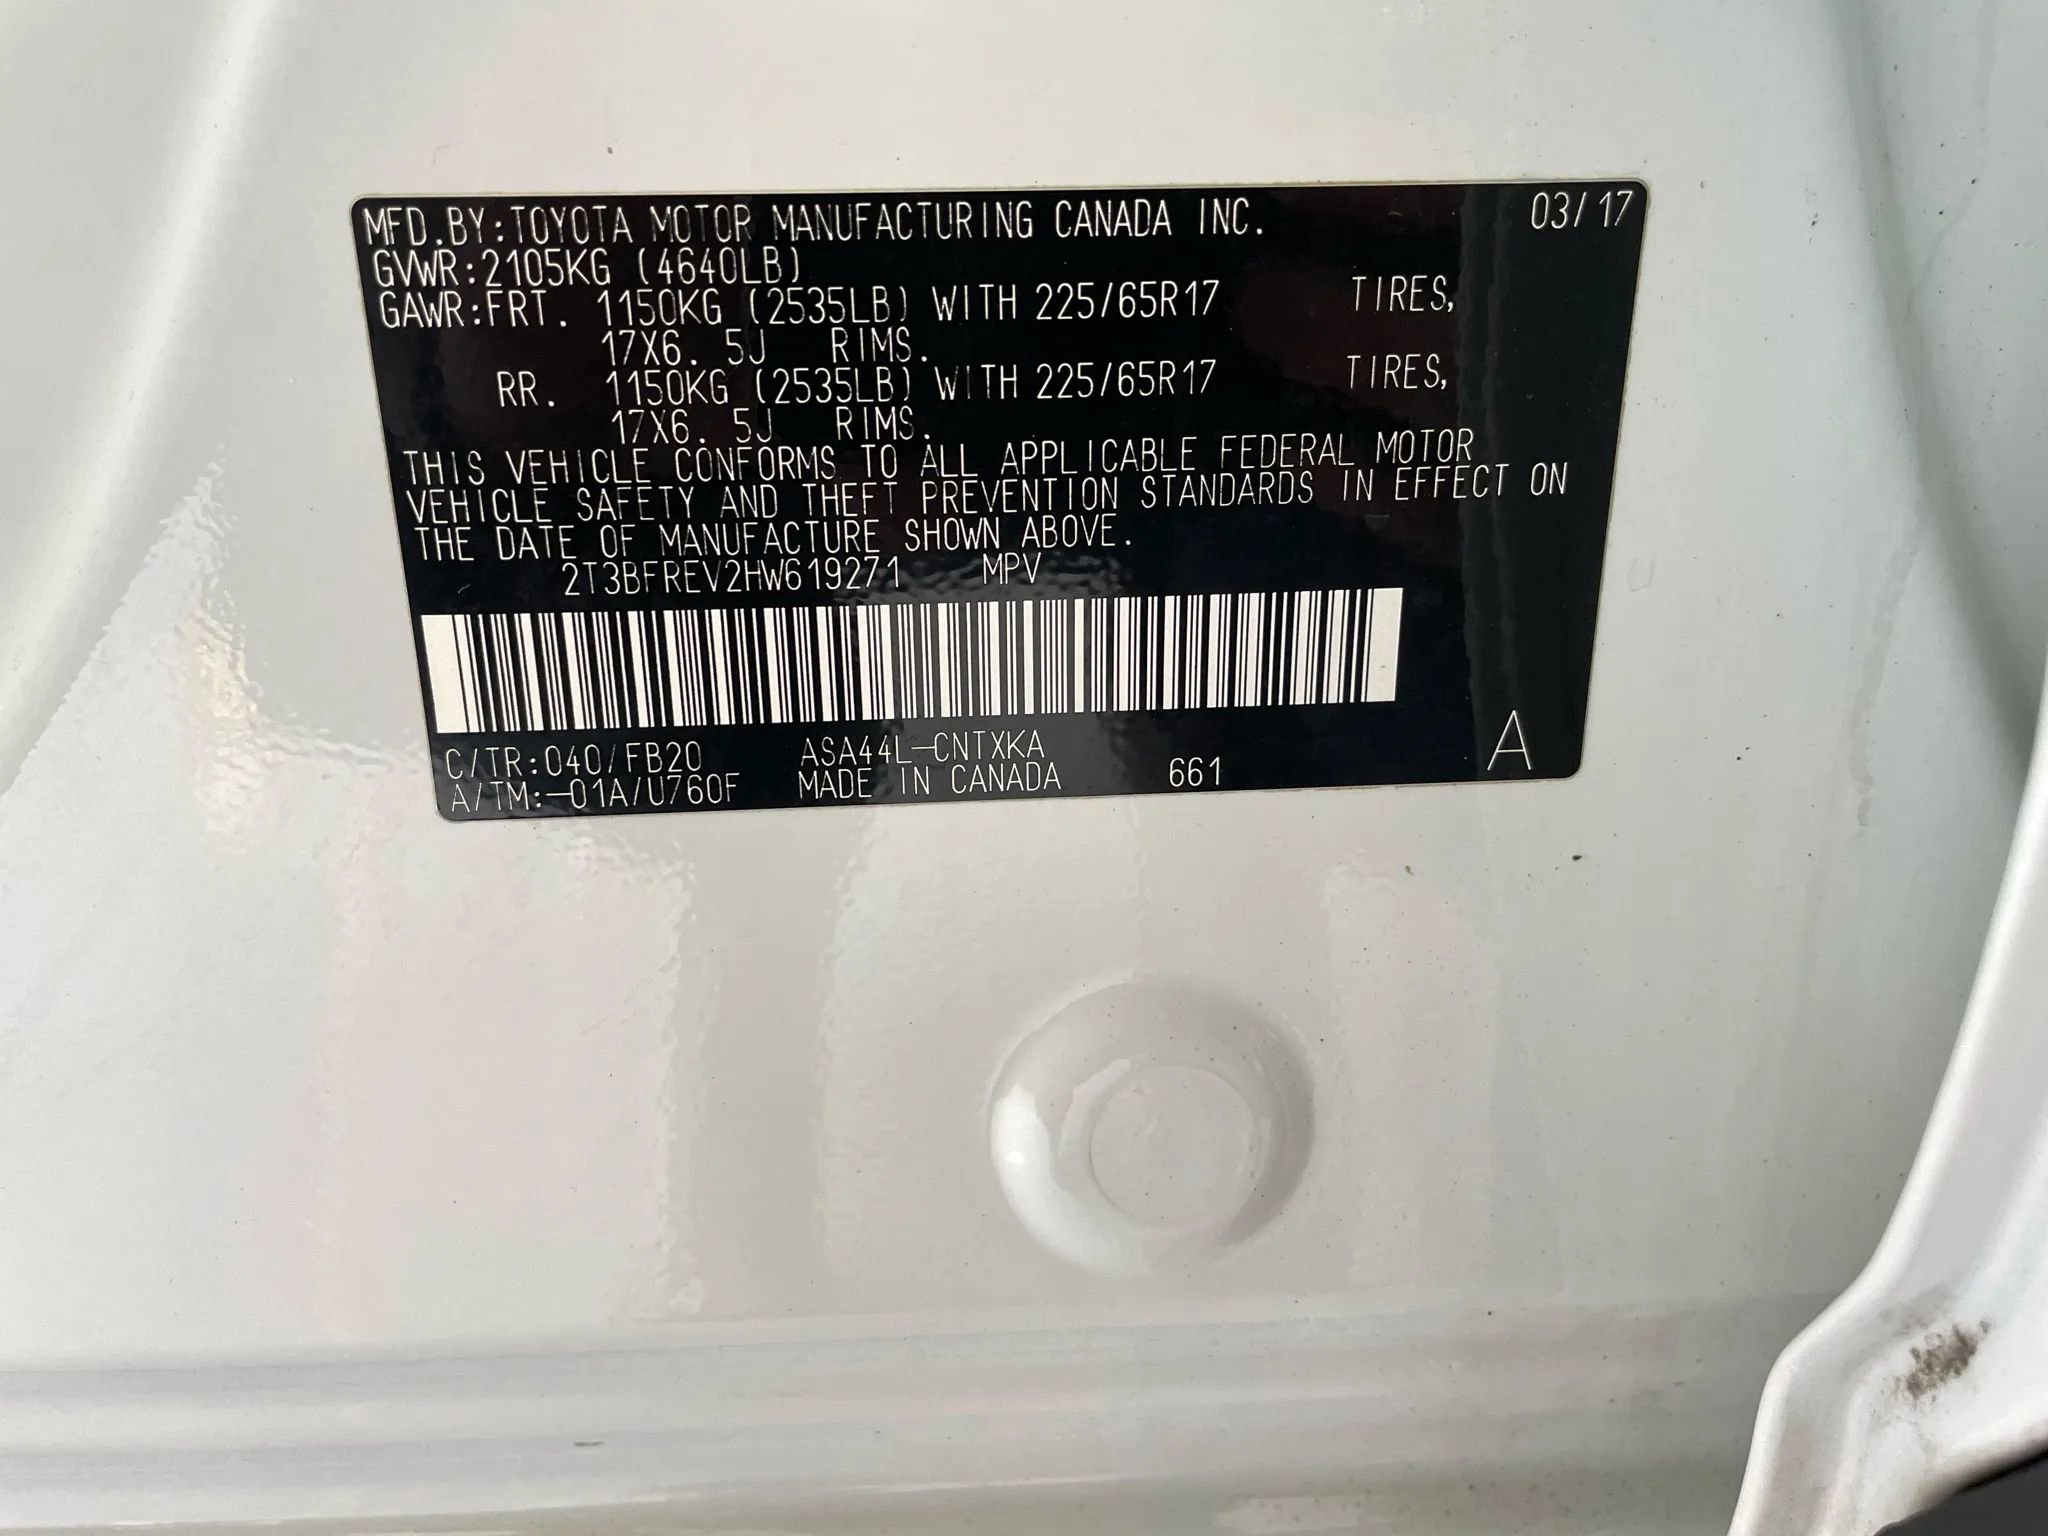 MFD.BY:TOYOTA MOTOR MANUFACTURING CANADA INC. 03/17
GVWR:2105KG (4640LB)
GAWR:FRT. 1150KG (2535LB) WITH 225/65R17 TIRES,
17X6.5J RIMS.
RR. 1150KG (2535LB) WITH 225/65R17 TIRES,
17X6.5J RIMS.
THIS VEHICLE CONFORMS TO ALL APPLICABLE FEDERAL MOTOR
VEHICLE SAFETY AND THEFT PREVENTION STANDARDS IN EFFECT ON
THE DATE OF MANUFACTURE SHOWN ABOVE.
2T3BFREV2HW619271 MPV
C/TR:040/FB20 ASA44L-CNTXKA
A/TM:-01A/U760F MADE IN CANADA 661 A